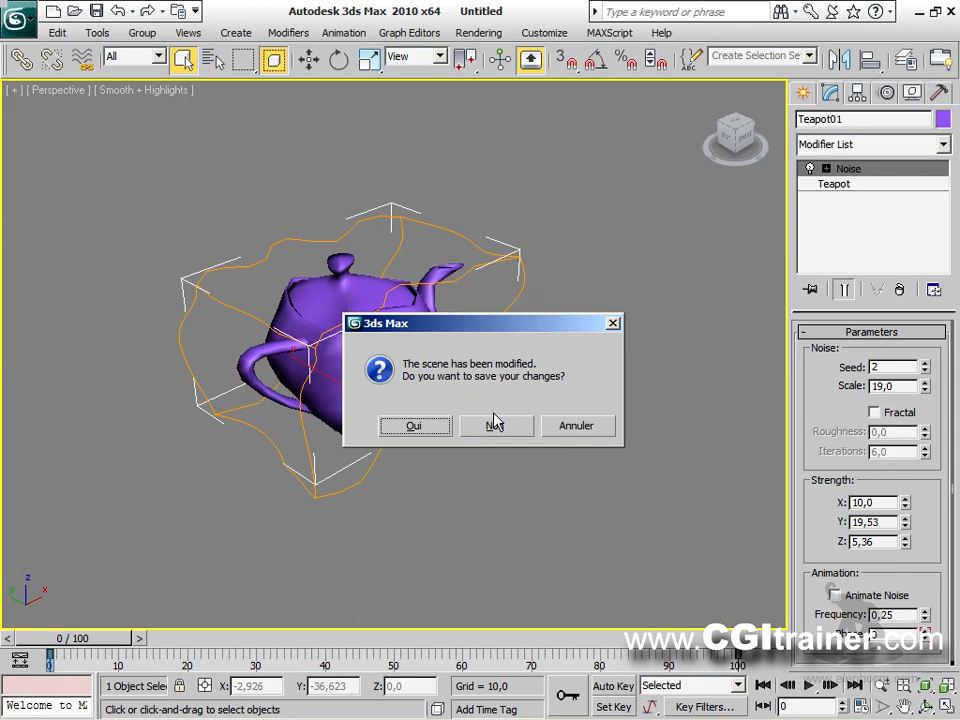 Autodesk 3ds Max 2010 x64 Untitled
Type a keyword or phrase
Edit Tools Group Views Create Modifiers Animation Graph Editors Rendering Customize MAXScript Help
All View 3 ABC Create Selection Se
[ + ] [ Perspective ] [ Smooth + Highlights ]
Teapot01
Modifier List
Noise
Teapot
3ds Max
The scene has been modified.
Do you want to save your changes?
Oui Annuler
Parameters
Noise:
Seed: 2
Scale: 19,0
Fractal
Roughness: 0,0
Iterations: 6,0
Strength:
X: 10,0
Y: 19,53
Z: 5,36
Animation:
Animate Noise
Frequency: 0,25
z
x
y
www.CGItrainer.com
< 0 / 100 >
0 10 20 30 40 50 60 70 80 90 100
1 Object Sele X: -2,926 Y: -36,623 Z: 0,0 Grid = 10,0 Auto Key Selected
Welcome to M Click or click-and-drag to select objects Add Time Tag Set Key Key Filters... 0